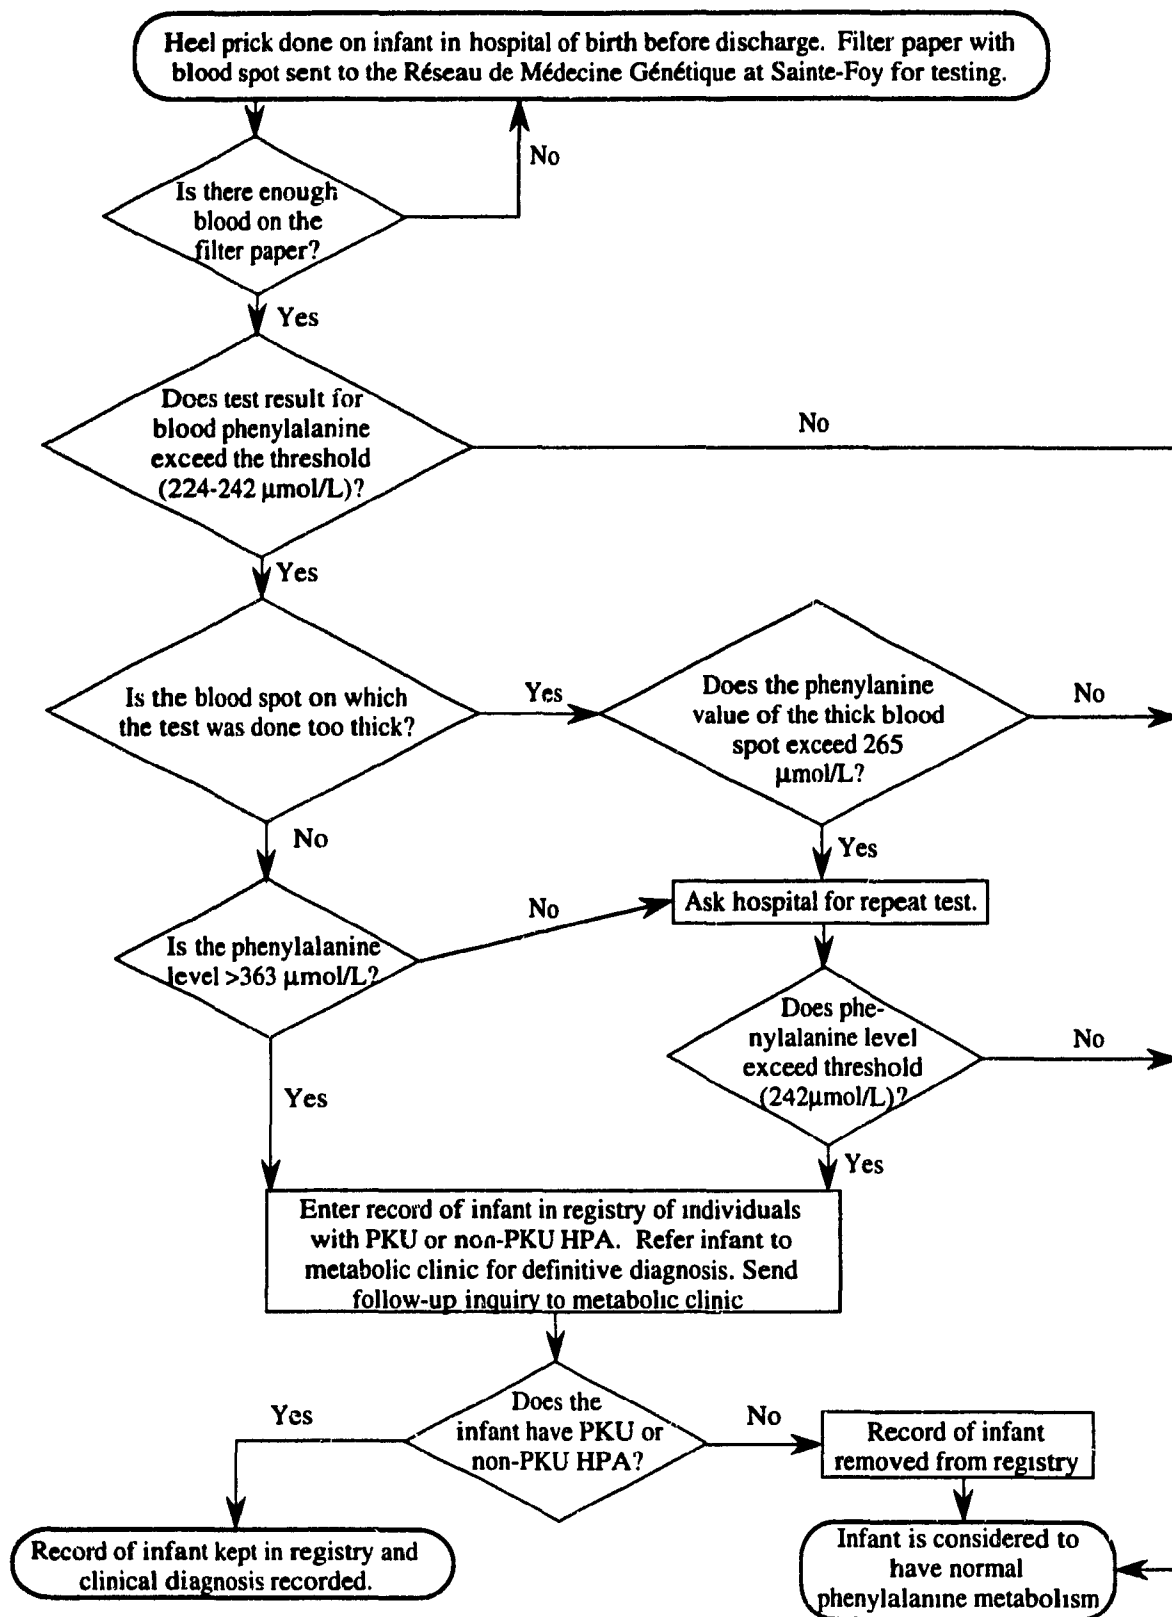 Heel prick done on infant in hospital of birth before discharge. Filter paper with
blood spot sent to the Réseau de Médecine Génétique at Sainte-Foy for testing.
No
Is there enough
blood on the
filter paper?
Yes
Does test result for
blood phenylalanine
exceed the threshold
(224-242 µmol/L)?
No
Yes
Is the blood spot on which
the test was done too thick?
Yes
Does the phenylanine
value of the thick blood
spot exceed 265
µmol/L?
No
No
Yes
Is the phenylalanine
level >363 µmol/L?
No
Ask hospital for repeat test.
Does phe-
nylalanine level
exceed threshold
(242µmol/L)?
No
Yes
Yes
Enter record of infant in registry of individuals
with PKU or non-PKU HPA. Refer infant to
metabolic clinic for definitive diagnosis. Send
follow-up inquiry to metabolic clinic
Does the
infant have PKU or
non-PKU HPA?
Yes
No
Record of infant
removed from registry
Record of infant kept in registry and
clinical diagnosis recorded.
Infant is considered to
have normal
phenylalanine metabolism